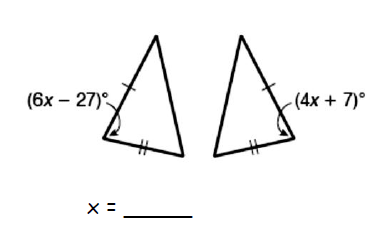 (6x – 27)° (4x + 7)°
x = ______